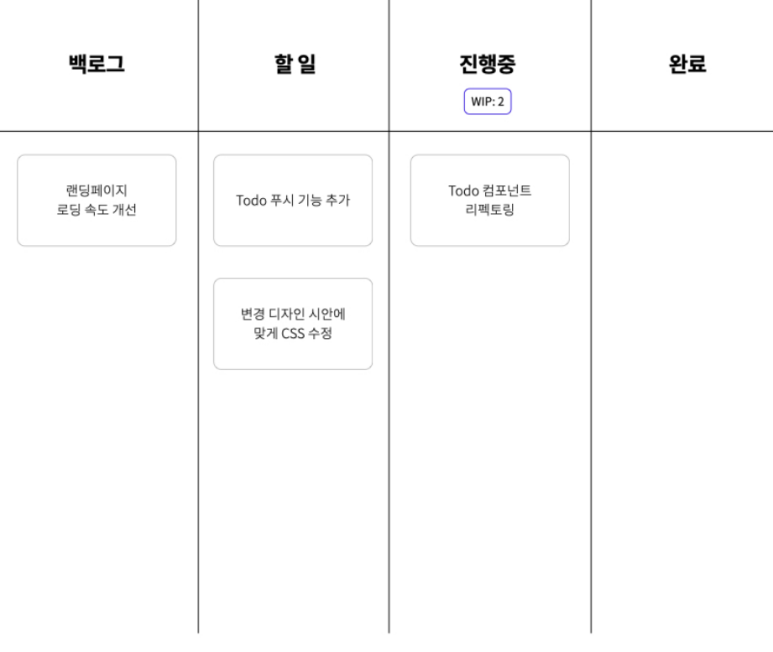 백로그
할 일
진행중
완료
WIP: 2
랜딩페이지
로딩 속도 개선
Todo 푸시 기능 추가
변경 디자인 시안에
맞게 CSS 수정
Todo 컴포넌트
리펙토링